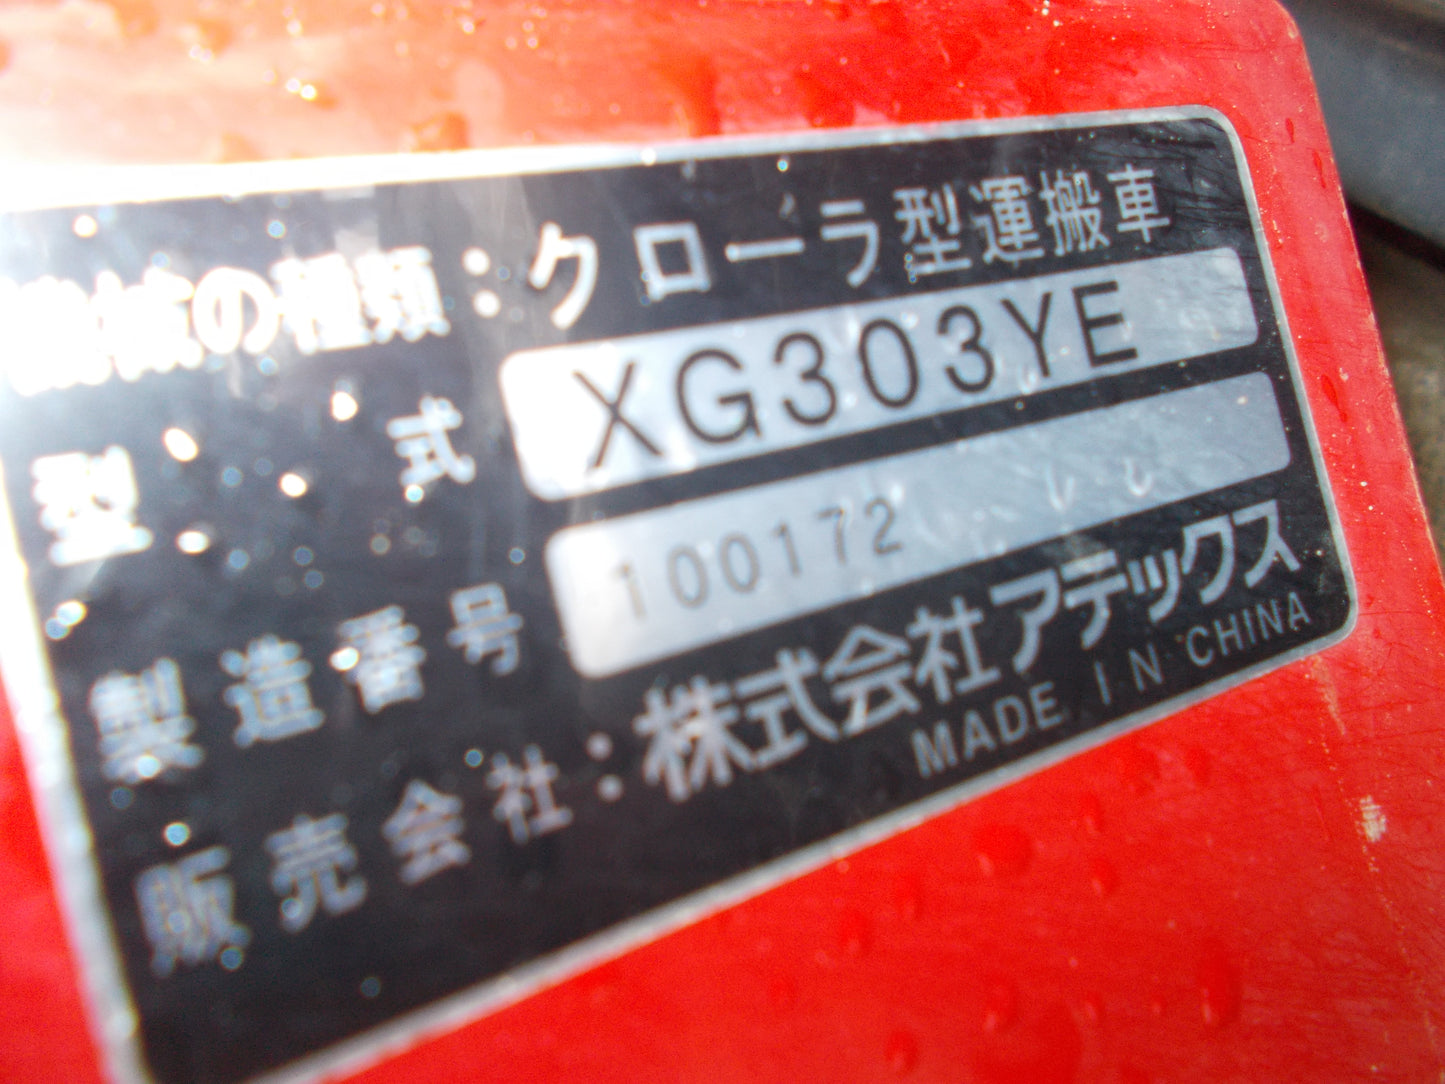 機械の種類：クローラ型運搬車
型式 XG303YE
製造番号 100172
販売会社：株式会社アテックス
MADE IN CHINA